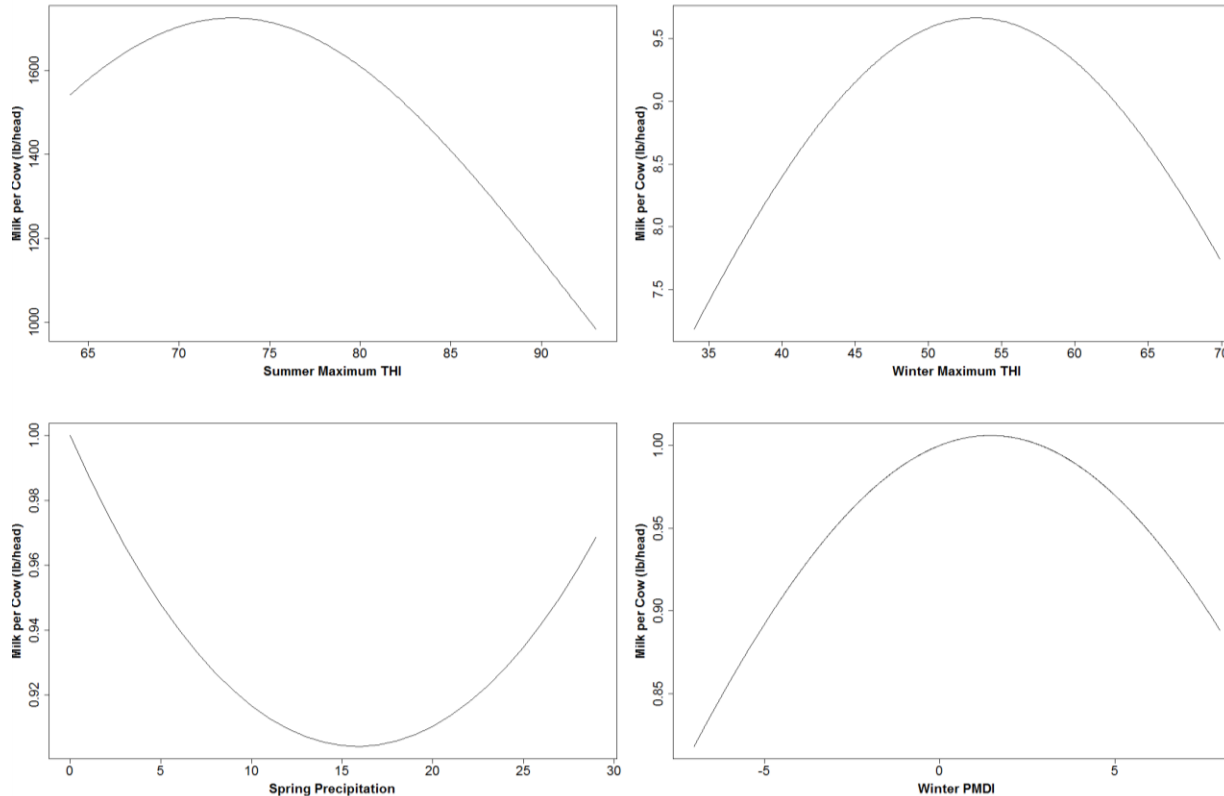 Milk per Cow (lb/head)
1600
1400
1200
1000
65 70 75 80 85 90
Summer Maximum THI
Milk per Cow (lb/head)
9.5
9.0
8.5
8.0
7.5
35 40 45 50 55 60 65 70
Winter Maximum THI
Milk per Cow (lb/head)
1.00
0.98
0.96
0.94
0.92
0 5 10 15 20 25 30
Spring Precipitation
Milk per Cow (lb/head)
1.00
0.95
0.90
0.85
-5 0 5
Winter PMDI